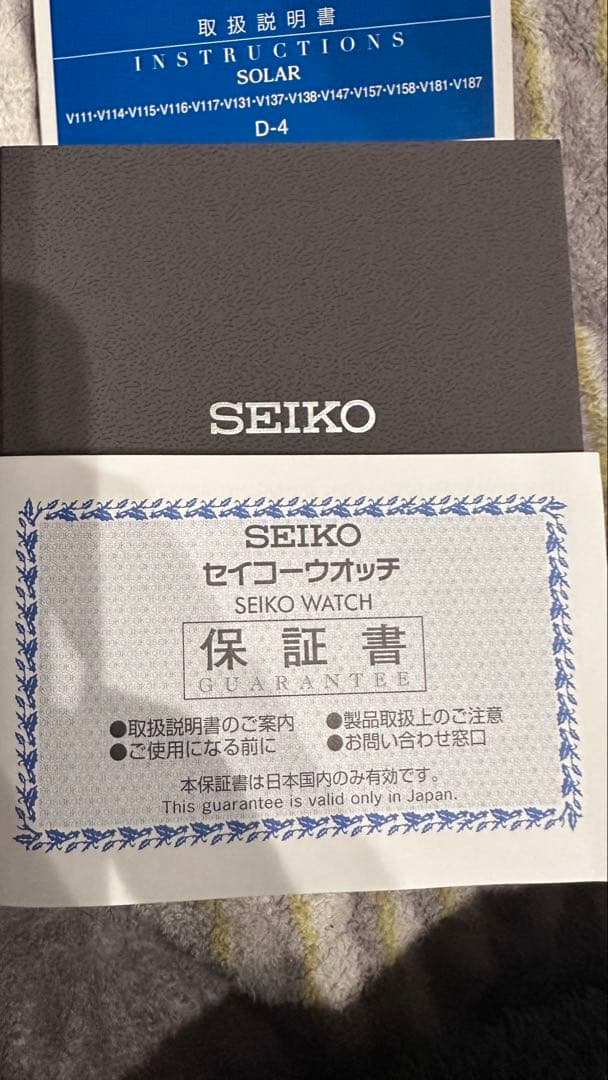 取扱説明書
INSTRUCTIONS
SOLAR
V111・V114・V115・V116・V117・V131・V137・V138・V147・V157・V158・V181・V187
D-4
SEIKO
SEIKO
セイコーウオッチ
SEIKO WATCH
保証書
GUARANTEE
●取扱説明書のご案内 ●製品取扱上のご注意
●ご使用になる前に ●お問い合わせ窓口
本保証書は日本国内のみ有効です。
This guarantee is valid only in Japan.